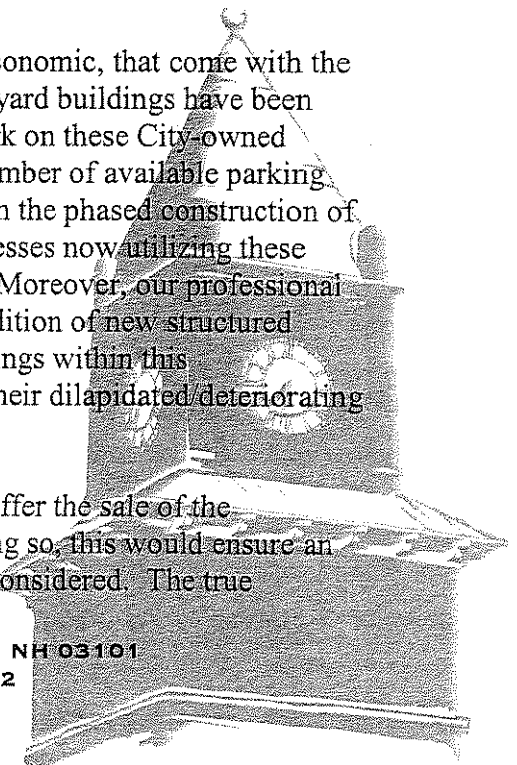 sonomic, that come with the
yard buildings have been
k on these City-owned
mber of available parking
n the phased construction of
esses now utilizing these
Moreover, our professional
dition of new structured
ngs within this
heir dilapidated/deteriorating
ffer the sale of the
ng so, this would ensure an
onsidered. The true
NH 03101
2